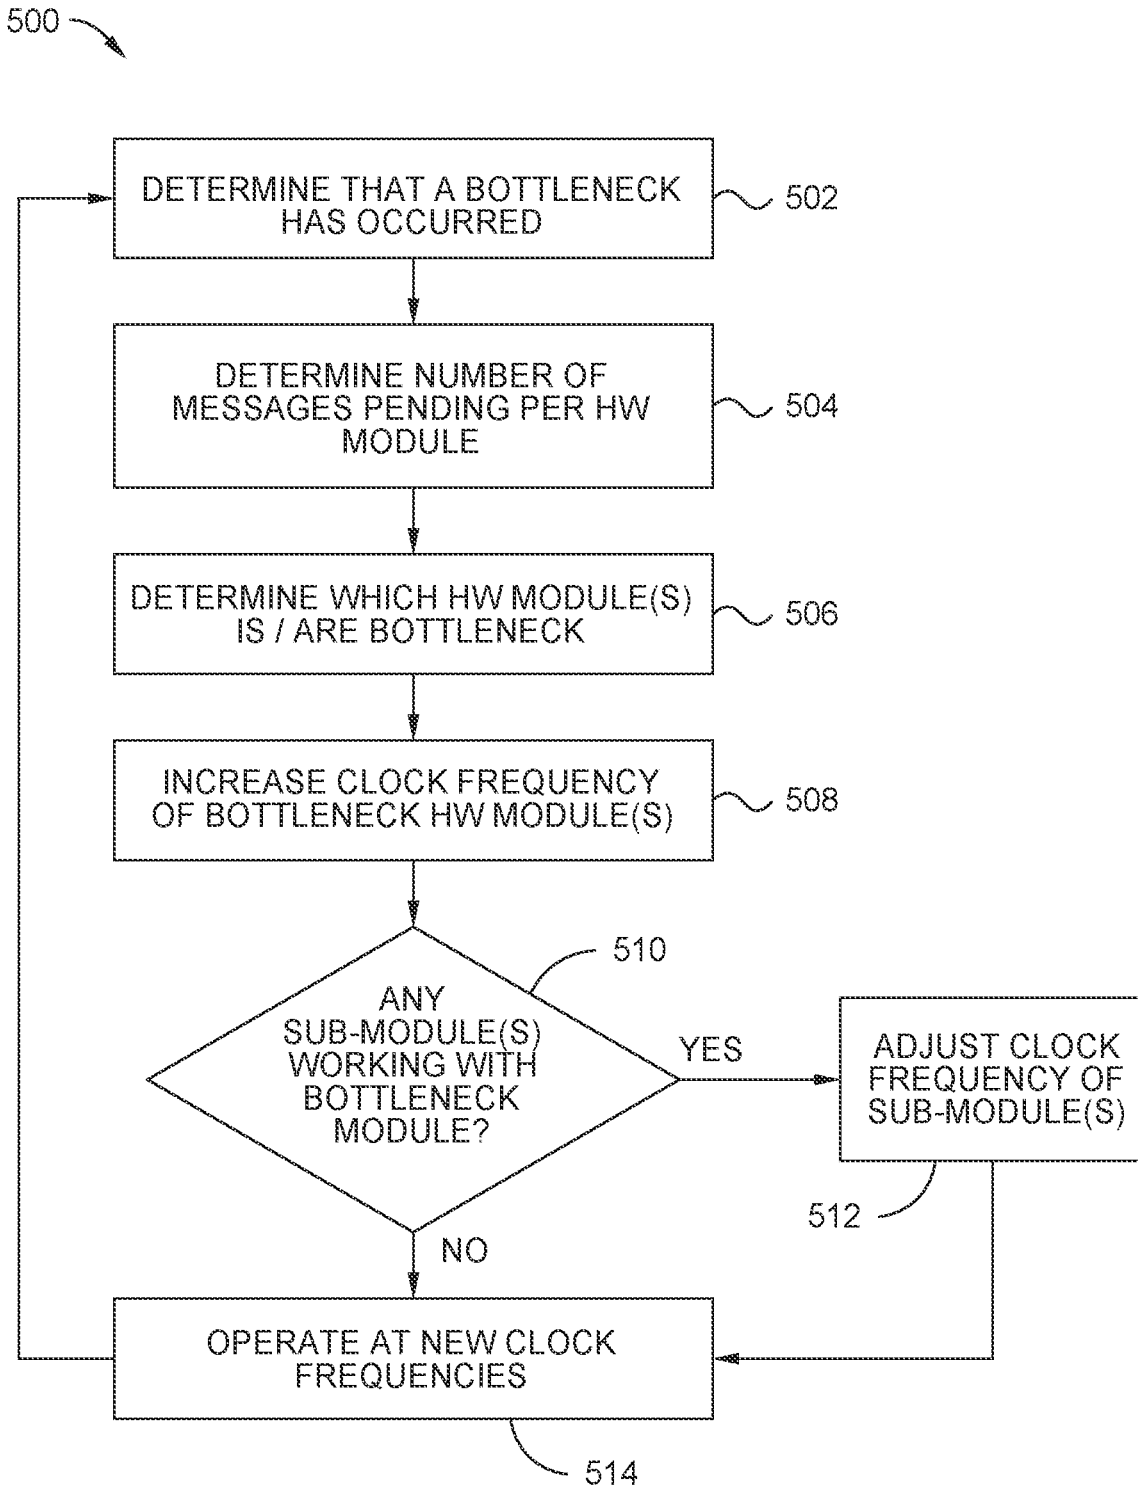 500
DETERMINE THAT A BOTTLENECK
HAS OCCURRED
502
DETERMINE NUMBER OF
MESSAGES PENDING PER HW
MODULE
504
DETERMINE WHICH HW MODULE(S)
IS / ARE BOTTLENECK
506
INCREASE CLOCK FREQUENCY
OF BOTTLENECK HW MODULE(S)
508
510
ANY
SUB-MODULE(S)
WORKING WITH
BOTTLENECK
MODULE?
YES
ADJUST CLOCK
FREQUENCY OF
SUB-MODULE(S)
512
NO
OPERATE AT NEW CLOCK
FREQUENCIES
514